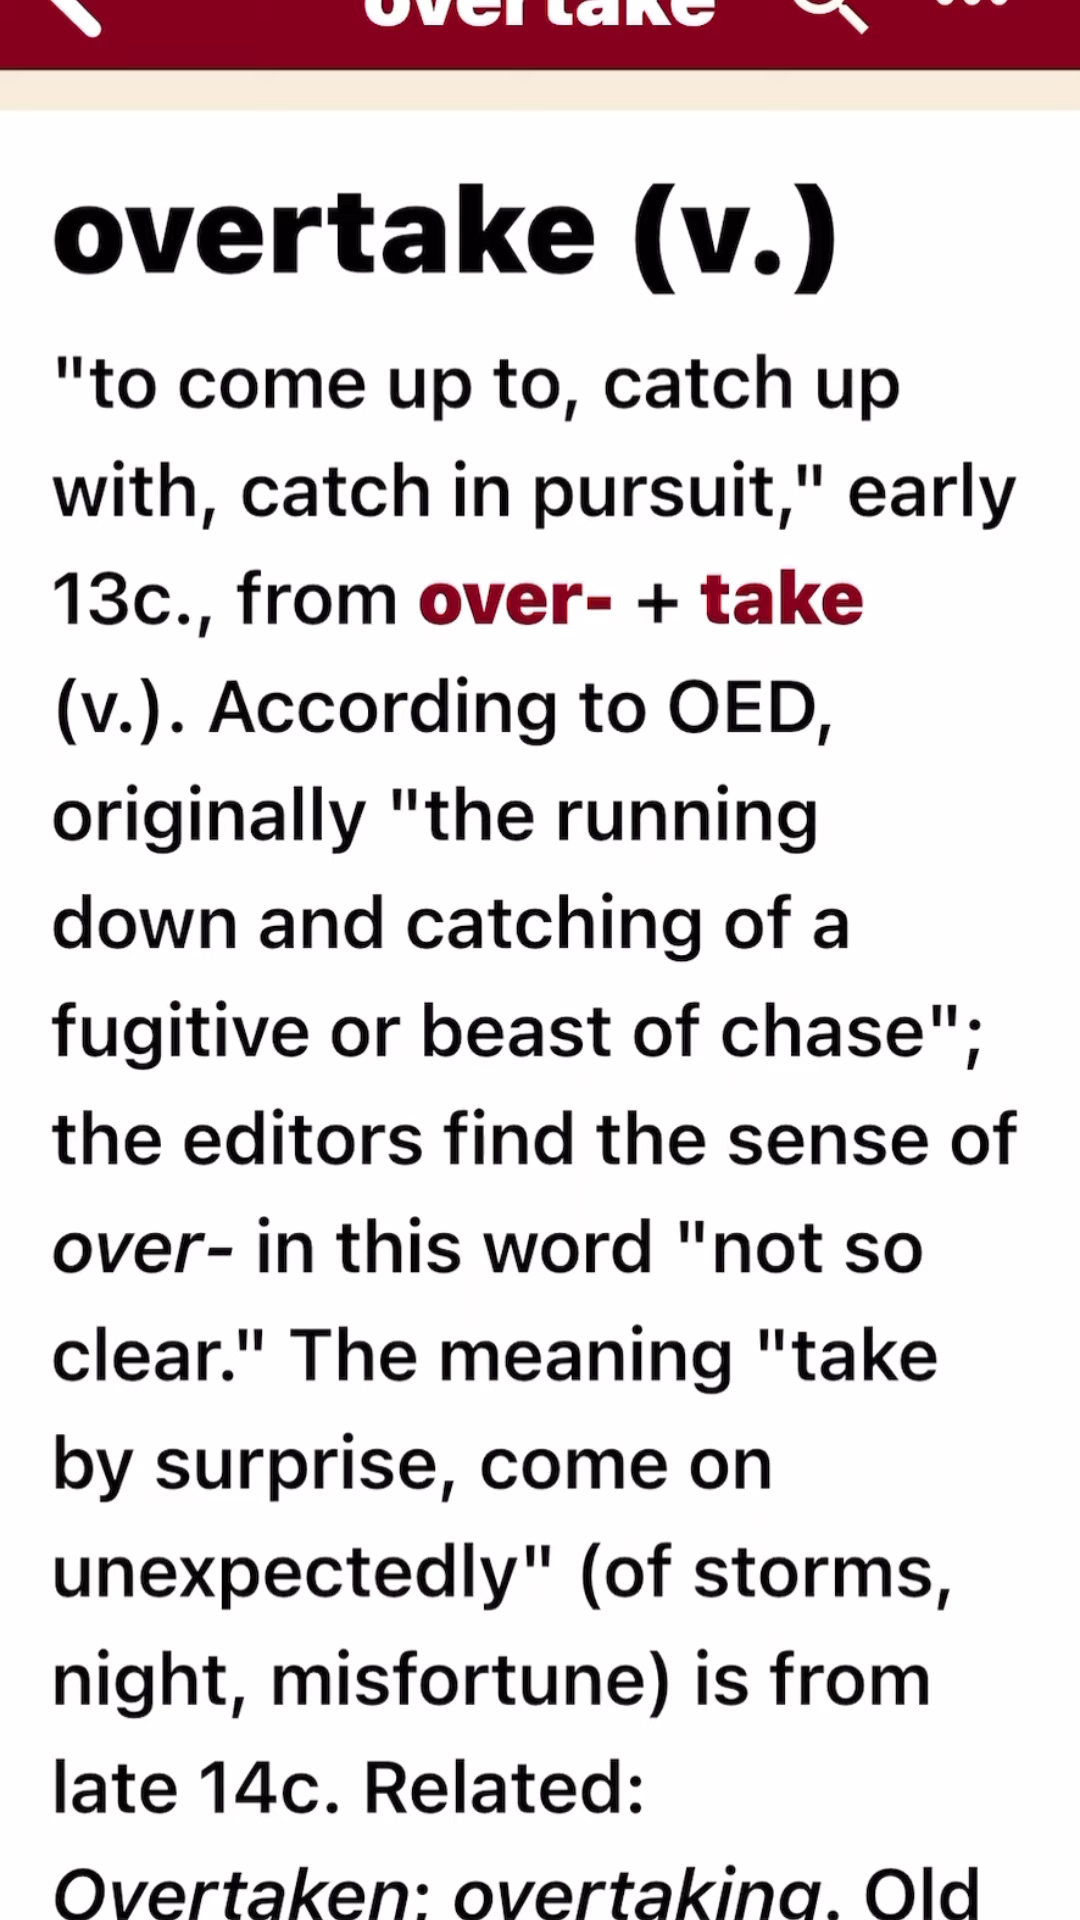 overtake
overtake (v.)
"to come up to, catch up
with, catch in pursuit," early
13c., from over- + take
(v.). According to OED,
originally "the running
down and catching of a
fugitive or beast of chase";
the editors find the sense of
over- in this word "not so
clear." The meaning "take
by surprise, come on
unexpectedly" (of storms,
night, misfortune) is from
late 14c. Related:
Overtaken; overtaking. Old